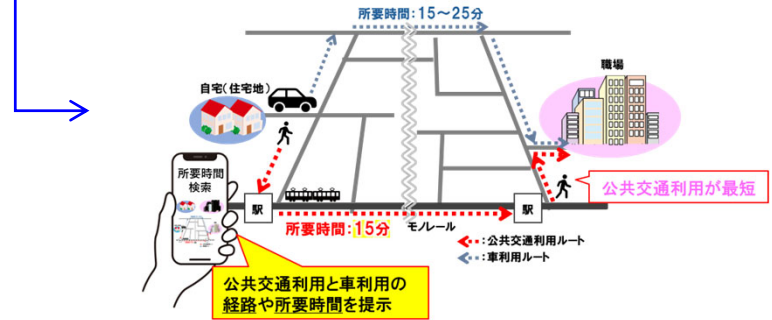 所要時間：15～25分
職場
自宅（住宅地）
所要時間
検索
公共交通利用が最短
駅
駅
所要時間：15分
モノレール
：公共交通利用ルート
：車利用ルート
公共交通利用と車利用の
経路や所要時間を提示